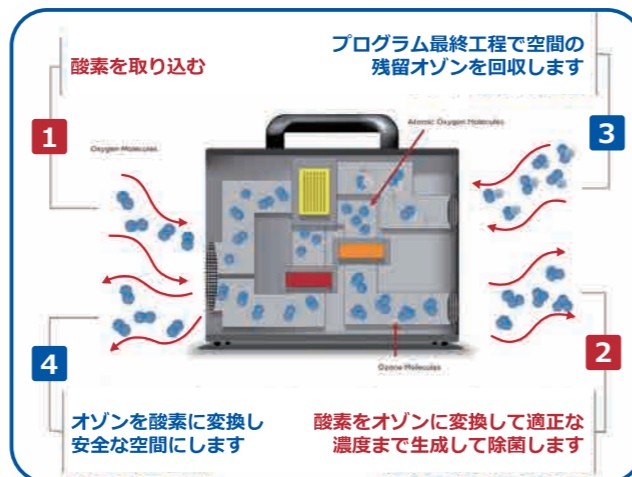 酸素を取り込む
プログラム最終工程で空間の
残留オゾンを回収します
1
Oxygen Molecules
Atomic Oxygen Molecules
3
4
2
Ozone Molecules
オゾンを酸素に変換し
安全な空間にします
酸素をオゾンに変換して適正な
濃度まで生成して除菌します